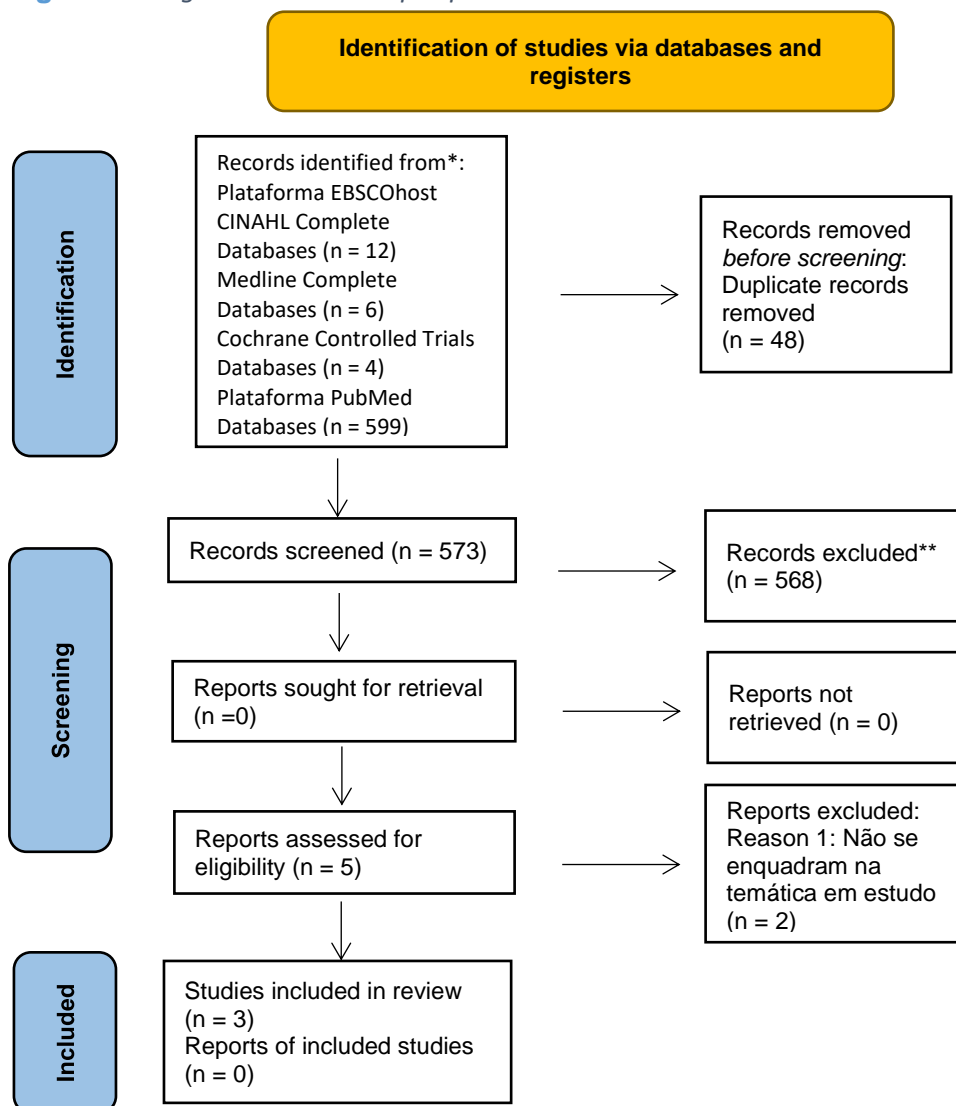 Identification of studies via databases and
registers
Identification
Records identified from*:
Plataforma EBSCOhost
CINAHL Complete
Databases (n = 12)
Medline Complete
Databases (n = 6)
Cochrane Controlled Trials
Databases (n = 4)
Plataforma PubMed
Databases (n = 599)
Records removed
before screening:
Duplicate records
removed
(n = 48)
Screening
Records screened (n = 573)
Records excluded**
(n = 568)
Reports sought for retrieval
(n =0)
Reports not
retrieved (n = 0)
Reports assessed for
eligibility (n = 5)
Reports excluded:
Reason 1: Não se
enquadram na
temática em estudo
(n = 2)
Included
Studies included in review
(n = 3)
Reports of included studies
(n = 0)